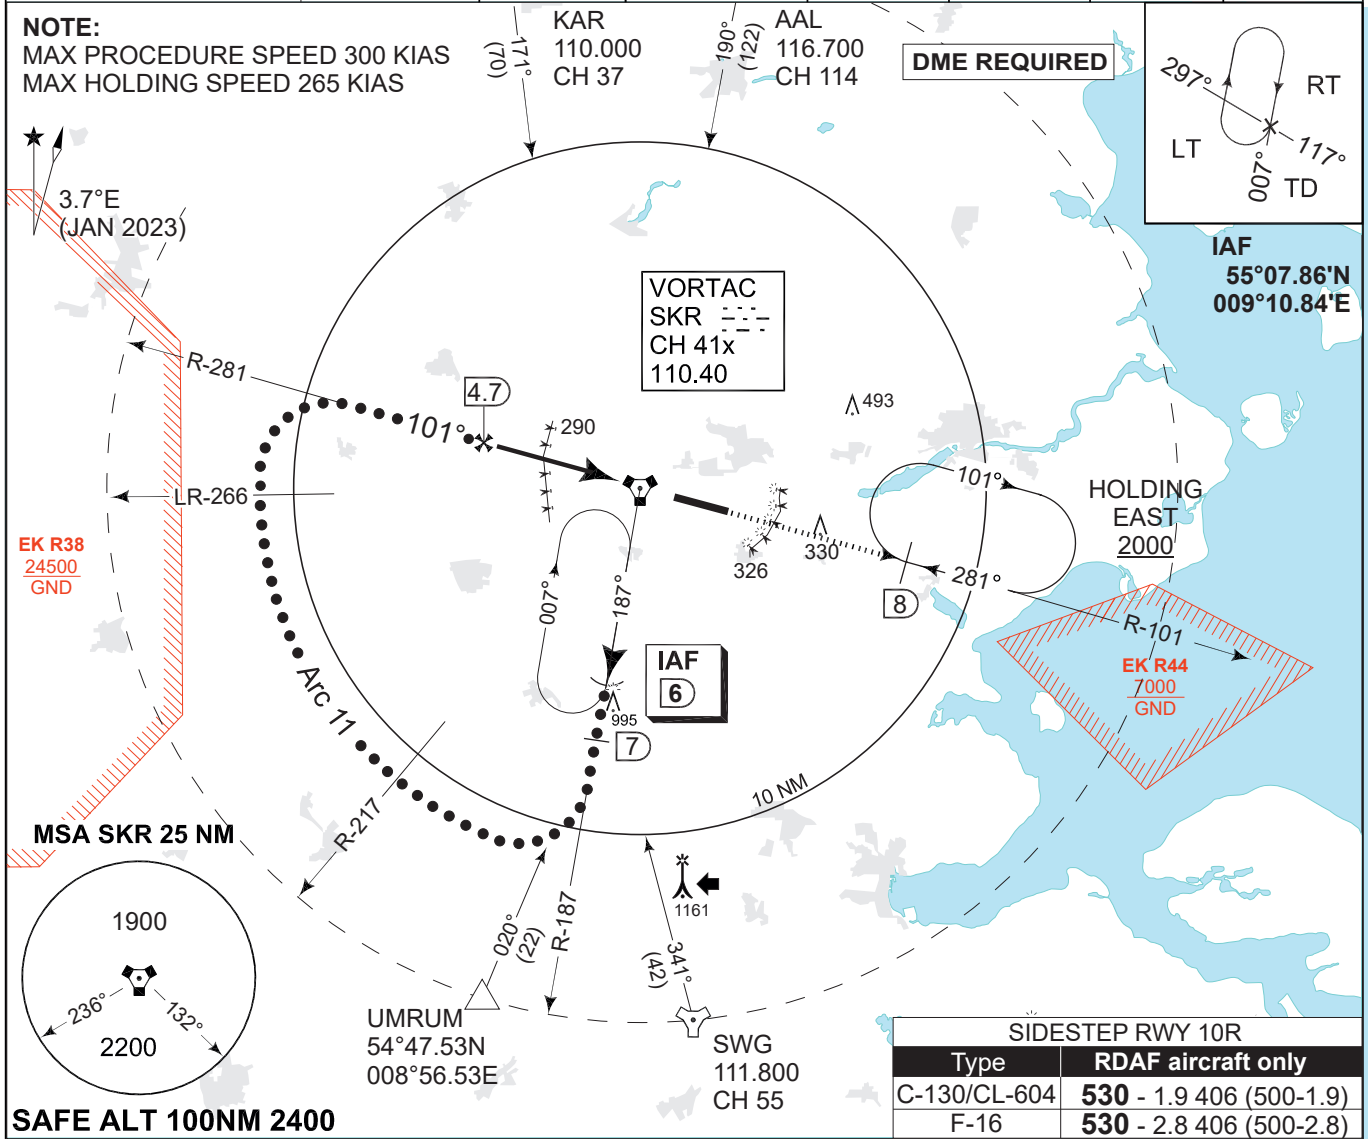 NOTE:
MAX PROCEDURE SPEED 300 KIAS
MAX HOLDING SPEED 265 KIAS
171°
(70)
KAR
110.000
CH 37
190°
(122)
AAL
116.700
CH 114
DME REQUIRED
297°
RT
LT
117°
007°
TD
3.7°E
(JAN 2023)
IAF
55°07.86'N
009°10.84'E
VORTAC
SKR
CH 41x
110.40
R-281
4.7
101°
290
493
LR-266
101°
HOLDING
EAST
2000
EK R38
24500
GND
330
326
281°
8
007°
187°
R-101
IAF
6
EK R44
7000
GND
Arc 11
995
7
10 NM
R-217
MSA SKR 25 NM
1900
236°
132°
2200
1161
020°
(22)
R-187
341°
(42)
UMRUM
54°47.53N
008°56.53E
SWG
111.800
CH 55
SIDESTEP RWY 10R
Type RDAF aircraft only
C-130/CL-604 530 - 1.9 406 (500-1.9)
F-16 530 - 2.8 406 (500-2.8)
SAFE ALT 100NM 2400